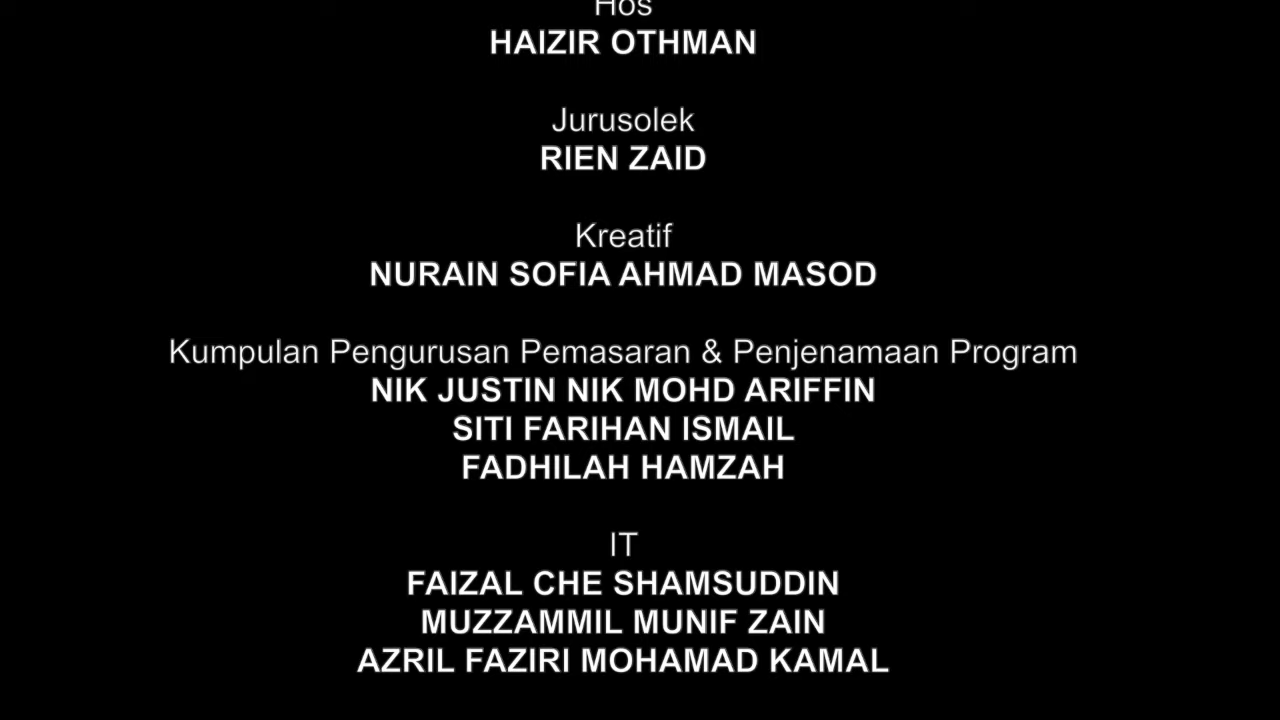 Hos
HAIZIR OTHMAN
Jurusolek
RIEN ZAID
Kreatif
NURAIN SOFIA AHMAD MASOD
Kumpulan Pengurusan Pemasaran & Penjenamaan Program
NIK JUSTIN NIK MOHD ARIFFIN
SITI FARIHAN ISMAIL
FADHILAH HAMZAH
IT
FAIZAL CHE SHAMSUDDIN
MUZZAMMIL MUNIF ZAIN
AZRIL FAZIRI MOHAMAD KAMAL